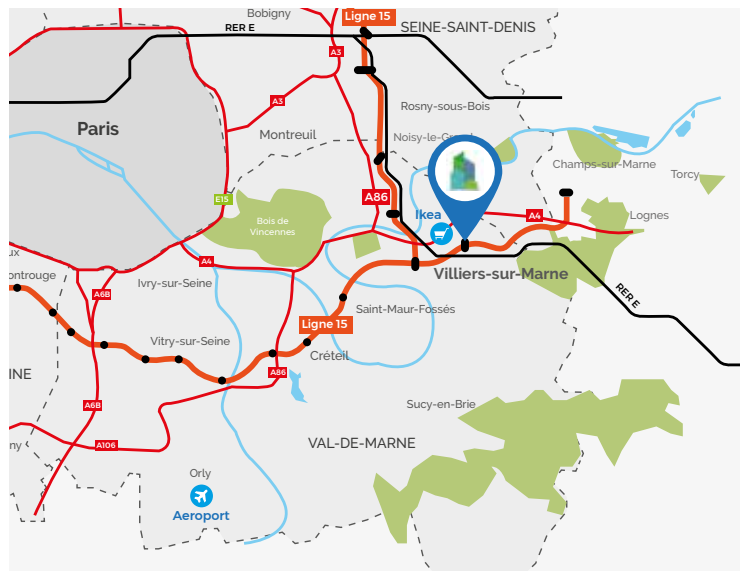 Bobigny
Ligne 15
RER E
SEINE-SAINT-DENIS
A3
A3
Rosny-sous-Bois
Paris
Montreuil
Noisy-le-Grand
Champs-sur-Marne
Torcy
A86
E15
Ikea
A4
Lognes
Bois de
Vincennes
ux
A4
ontrouge
Ivry-sur-Seine
Villiers-sur-Marne
A6B
RER E
Saint-Maur-Fossés
Ligne 15
Vitry-sur-Seine
Créteil
INE
A86
A6B
Sucy-en-Brie
ny
A106
VAL-DE-MARNE
Orly
Aeroport